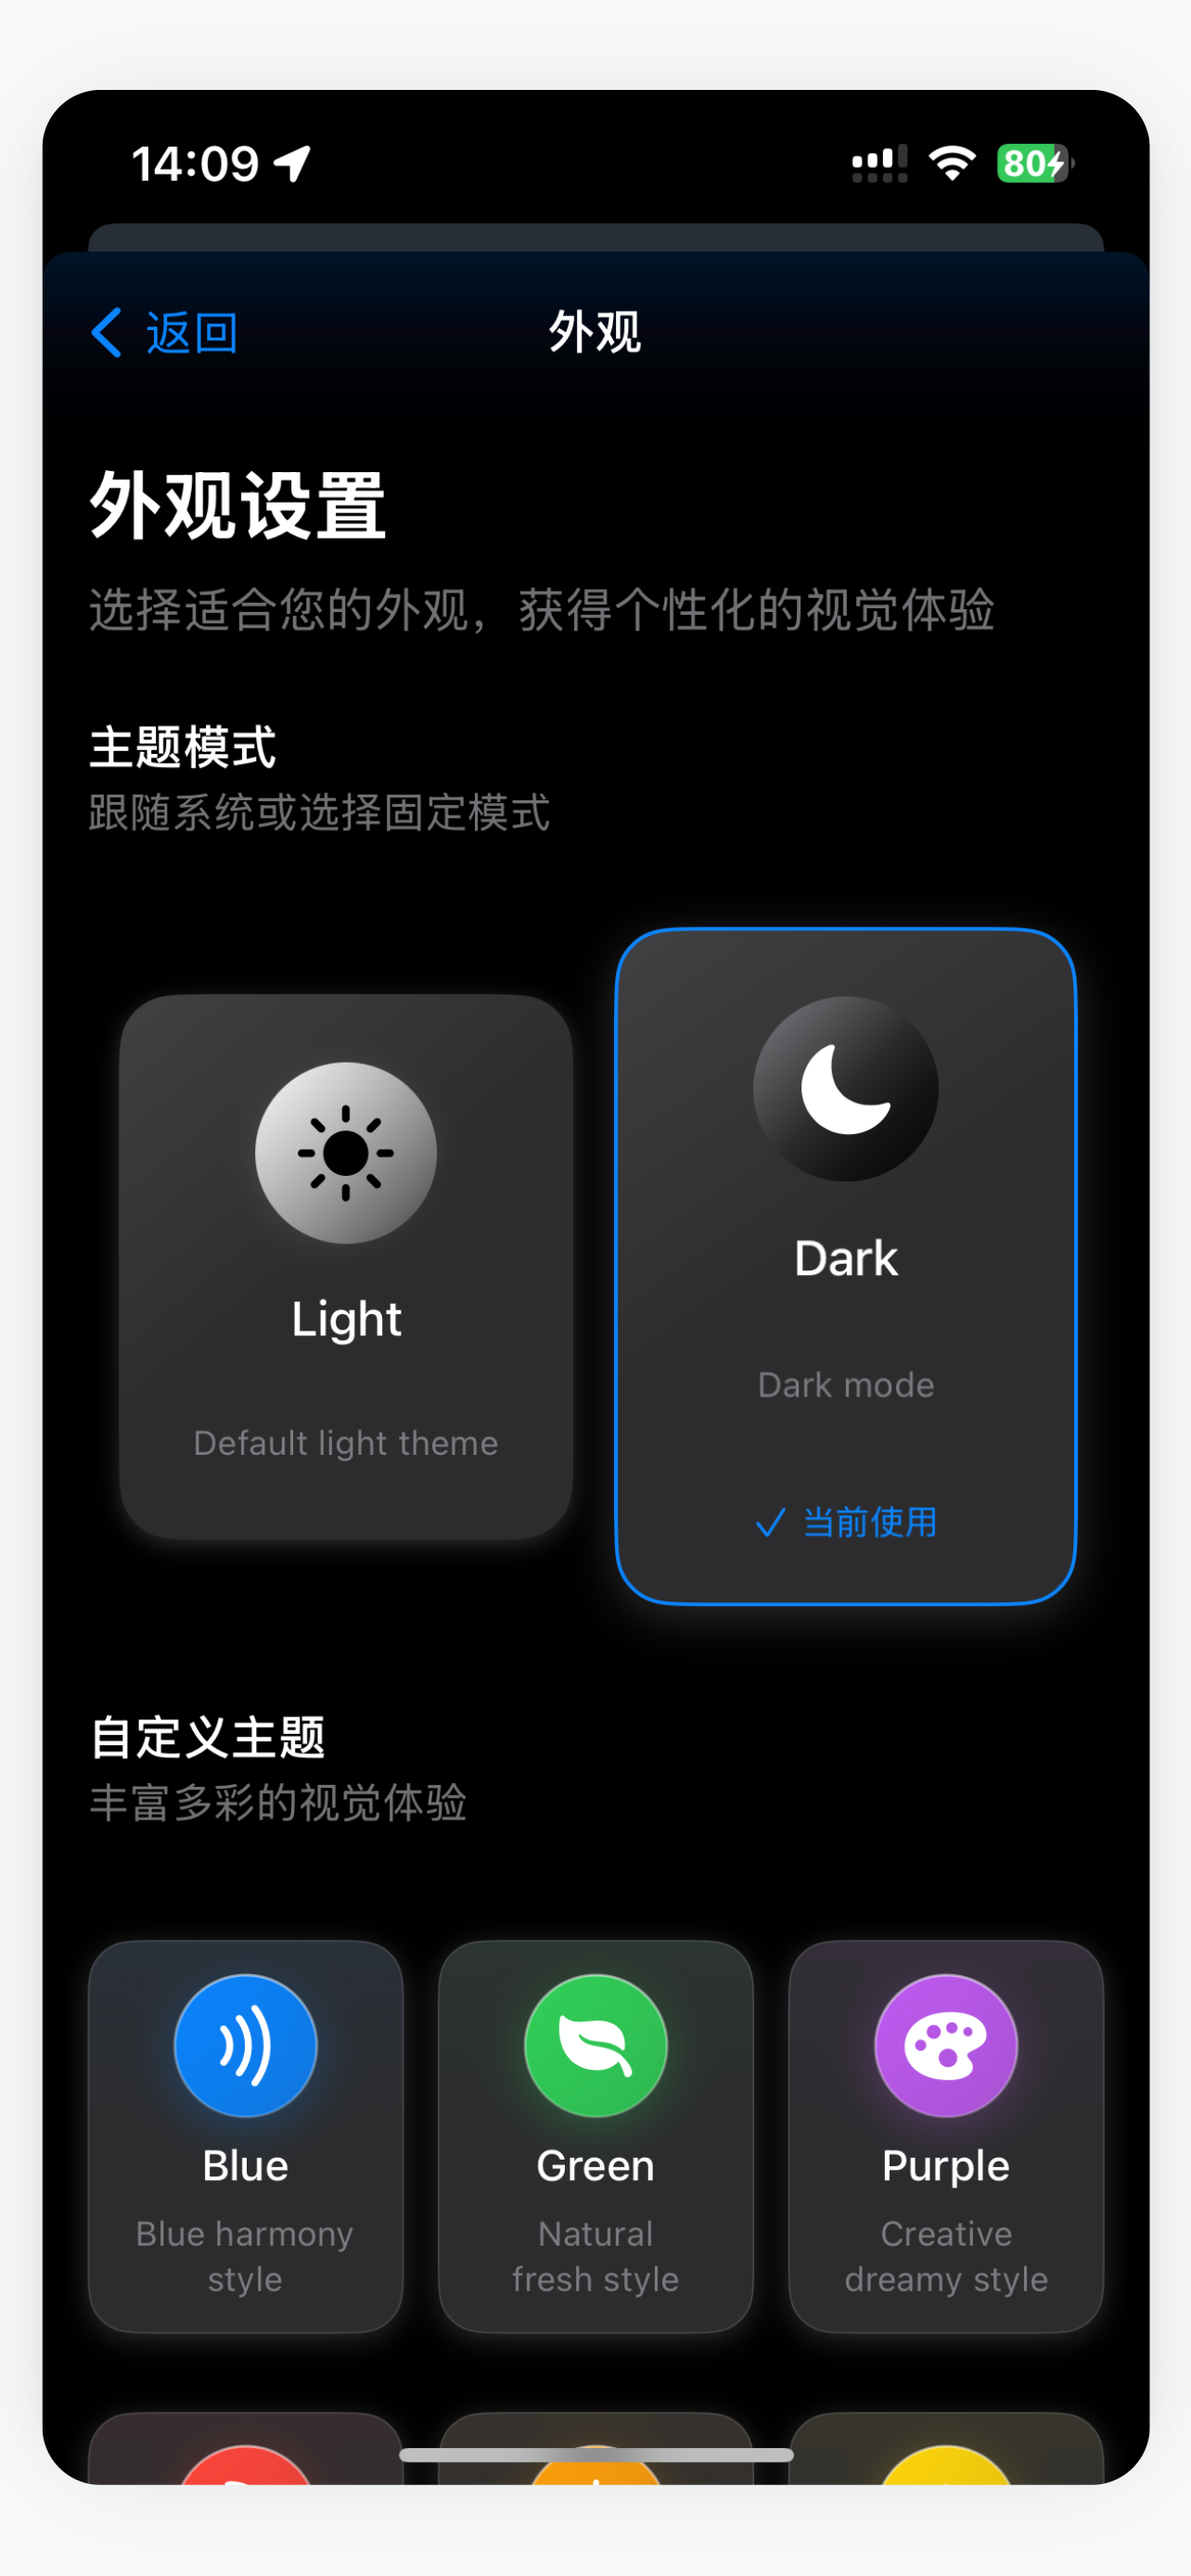 14:09
80
返回
外观
外观设置
选择适合您的外观，获得个性化的视觉体验
主题模式
跟随系统或选择固定模式
Light
Default light theme
Dark
Dark mode
当前使用
自定义主题
丰富多彩的视觉体验
Blue
Blue harmony
style
Green
Natural
fresh style
Purple
Creative
dreamy style